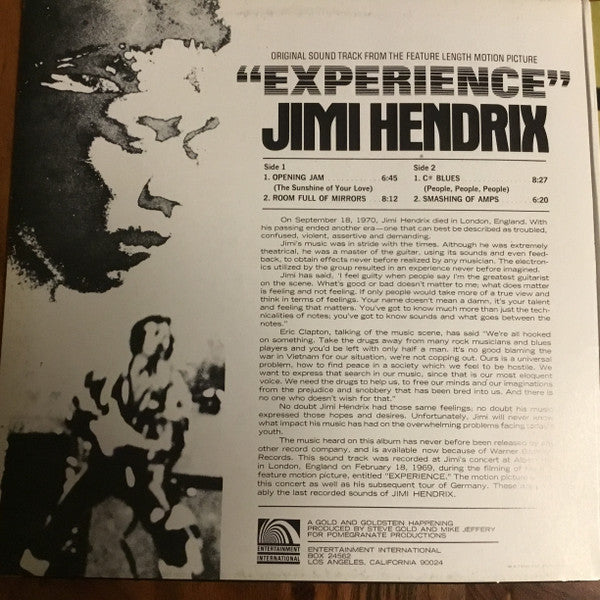 ORIGINAL SOUND TRACK FROM THE FEATURE LENGTH MOTION PICTURE
"EXPERIENCE"
JIMI HENDRIX
Side 1
1. OPENING JAM ........... 6:45
(The Sunshine of Your Love)
2. ROOM FULL OF MIRRORS .. 8:12
Side 2
1. C# BLUES 8:27
(People, People, People)
2. SMASHING OF AMPS 6:20
On September 18, 1970, Jimi Hendrix died in London, England. With
his passing ended another era—one that can best be described as troubled,
confused, violent, assertive and demanding.
Jimi's music was in stride with the times. Although he was extremely
theatrical, he was a master of the guitar, using its sounds and even feed-
back, to obtain effects never before realized by any musician. The electron-
ics utilized by the group resulted in an experience never before imagined.
Jimi has said, 'I feel guilty when people say I'm the greatest guitarist
on the scene. What's good or bad doesn't matter to me; what does matter
is feeling and not feeling. If only people would take more of a true view and
think in terms of feelings. Your name doesn't mean a damn, it's your talent
and feeling that matters. You've got to know much more than just the tech-
nicalities of notes; you've got to know sounds and what goes between the
notes."
Eric Clapton, talking of the music scene, has said "We're all hooked
on something. Take the drugs away from many rock musicians and blues
players and you'd be left with only half a man. It's no good blaming the
war in Vietnam for our situation, we're not copping out. Ours is a universal
problem, how to find peace in a society which we feel to be hostile. We
want to express that search in our music, since that is our most eloquent
voice. We need the drugs to help us, to free our minds and our imaginations
from the prejudice and snobbery that has been bred into us. And there is
no one who doesn't wish for that."
No doubt Jimi Hendrix had those same feelings; no doubt his music
expressed those hopes and desires. Unfortunately, Jimi will never know
what impact his music has had on the overwhelming problems facing today's
youth.
The music heard on this album has never before been released by any
other record company, and is available now because of Warner
Records. This sound track was recorded at Jimi's concert at
in London, England on February 18, 1969, during the filming of
feature motion picture, entitled "EXPERIENCE." The motion picture
this concert as well as his subsequent tour of Germany. These
ably the last recorded sounds of JIMI HENDRIX.
ENTERTAINMENT
INTERNATIONAL
A GOLD AND GOLDSTEIN HAPPENING
PRODUCED BY STEVE GOLD AND MIKE JEFFERY
FOR POMEGRANATE PRODUCTIONS
ENTERTAINMENT INTERNATIONAL
BOX 24562
LOS ANGELES, CALIFORNIA 90024